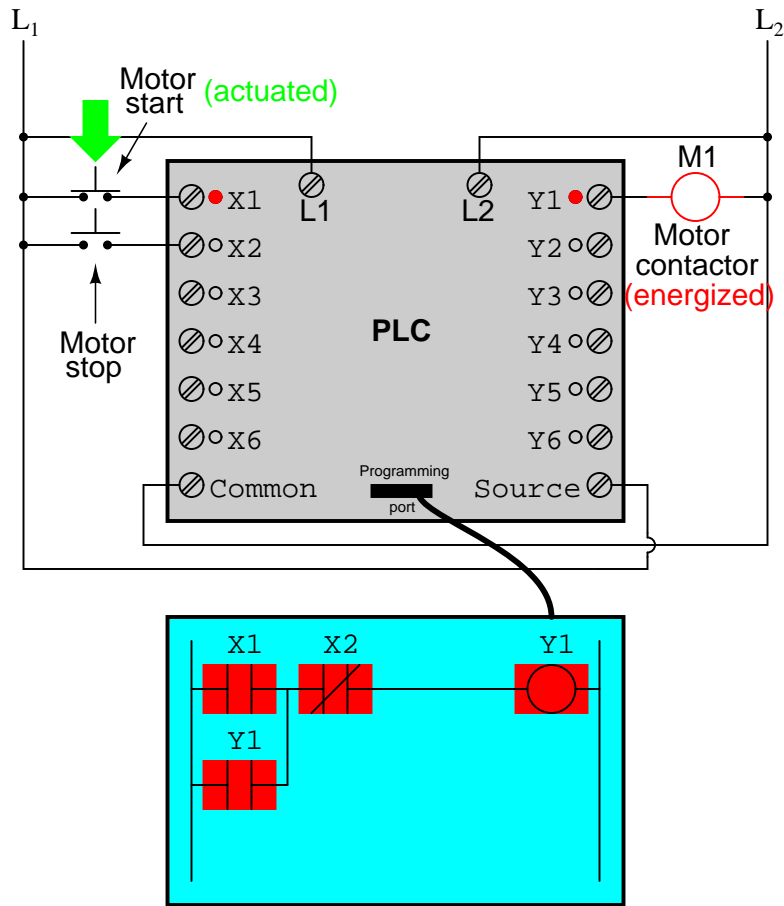 L1
L2
Motor
start
(actuated)
M1
X1
L1
L2
Y1
X2
Y2
Motor
contactor
(energized)
X3
Y3
Motor
stop
X4
PLC
Y4
X5
Y5
X6
Y6
Common
Programming
port
Source
X1
X2
Y1
Y1